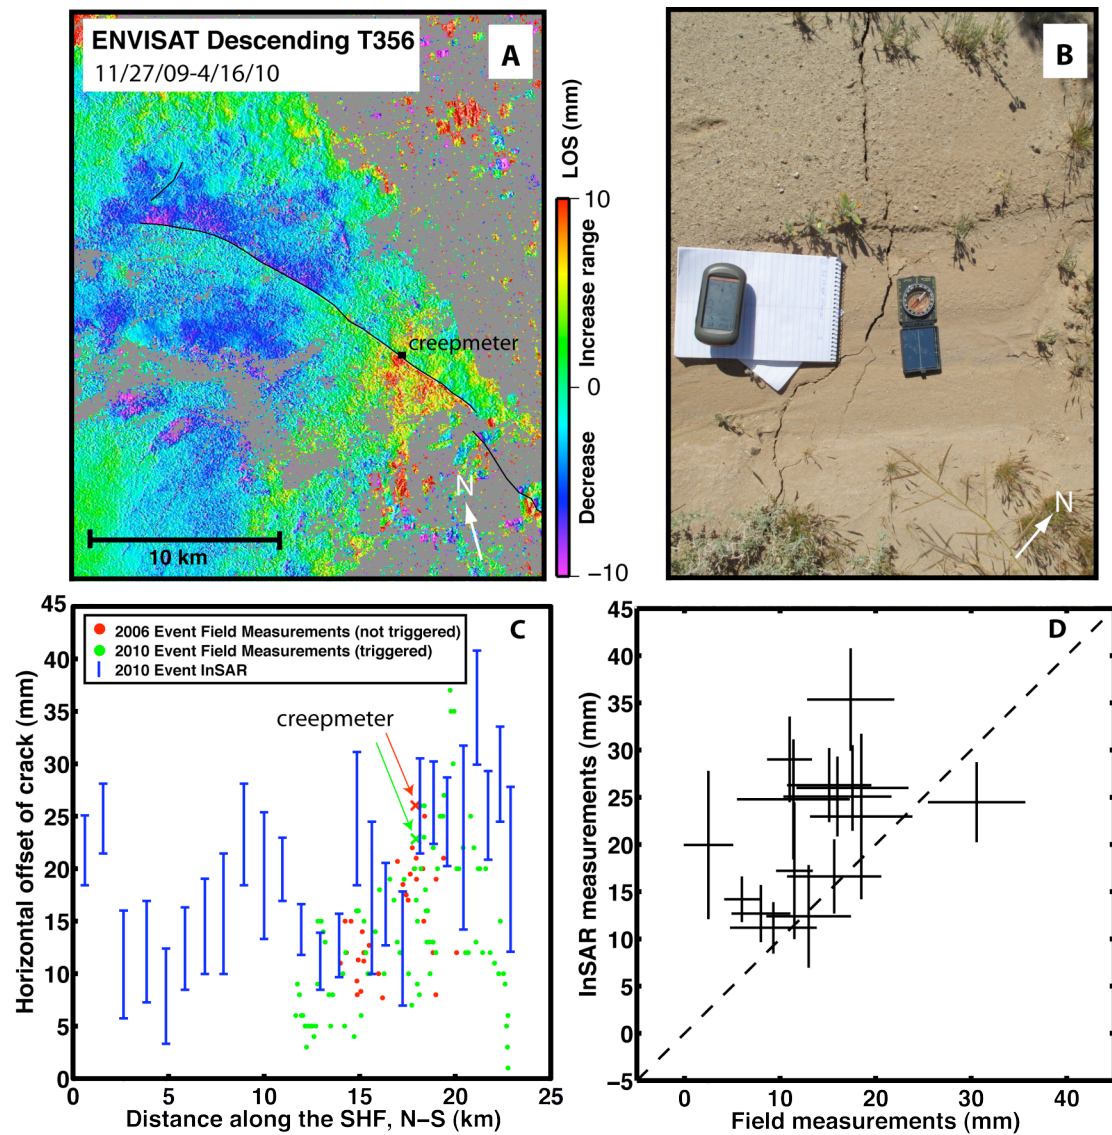 ENVISAT Descending T356
11/27/09-4/16/10
A
creepmeter
N
10 km
LOS (mm)
10
Increase range
0
Decrease
−10
B
N
C
2006 Event Field Measurements (not triggered)
2010 Event Field Measurements (triggered)
2010 Event InSAR
creepmeter
Horizontal offset of crack (mm)
45
40
35
30
25
20
15
10
5
0
0
5
10
15
20
25
Distance along the SHF, N−S (km)
D
InSAR measurements (mm)
45
40
35
30
25
20
15
10
5
0
−5
0
10
20
30
40
Field measurements (mm)